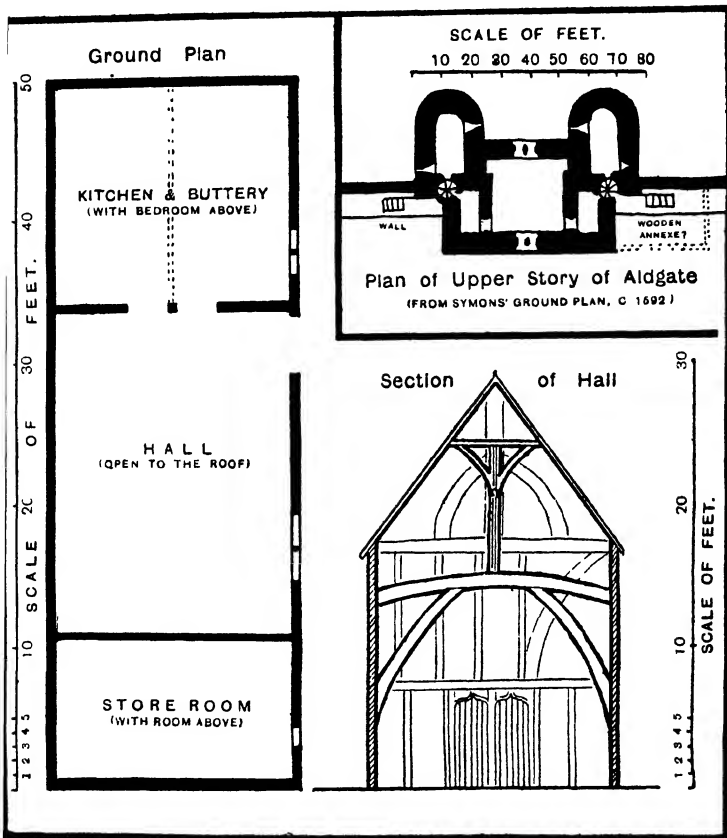 Ground Plan
50
40
30
20
10
1 2 3 4 5
SCALE OF FEET.
KITCHEN & BUTTERY
(WITH BEDROOM ABOVE)
HALL
(OPEN TO THE ROOF)
STORE ROOM
(WITH ROOM ABOVE)
SCALE OF FEET.
10 20 30 40 50 60 70 80
WALL
WOODEN
ANNEXE?
Plan of Upper Story of Aldgate
(FROM SYMONS' GROUND PLAN, C 1592)
Section of Hall
30
20
10
1 2 3 4 5
SCALE OF FEET.